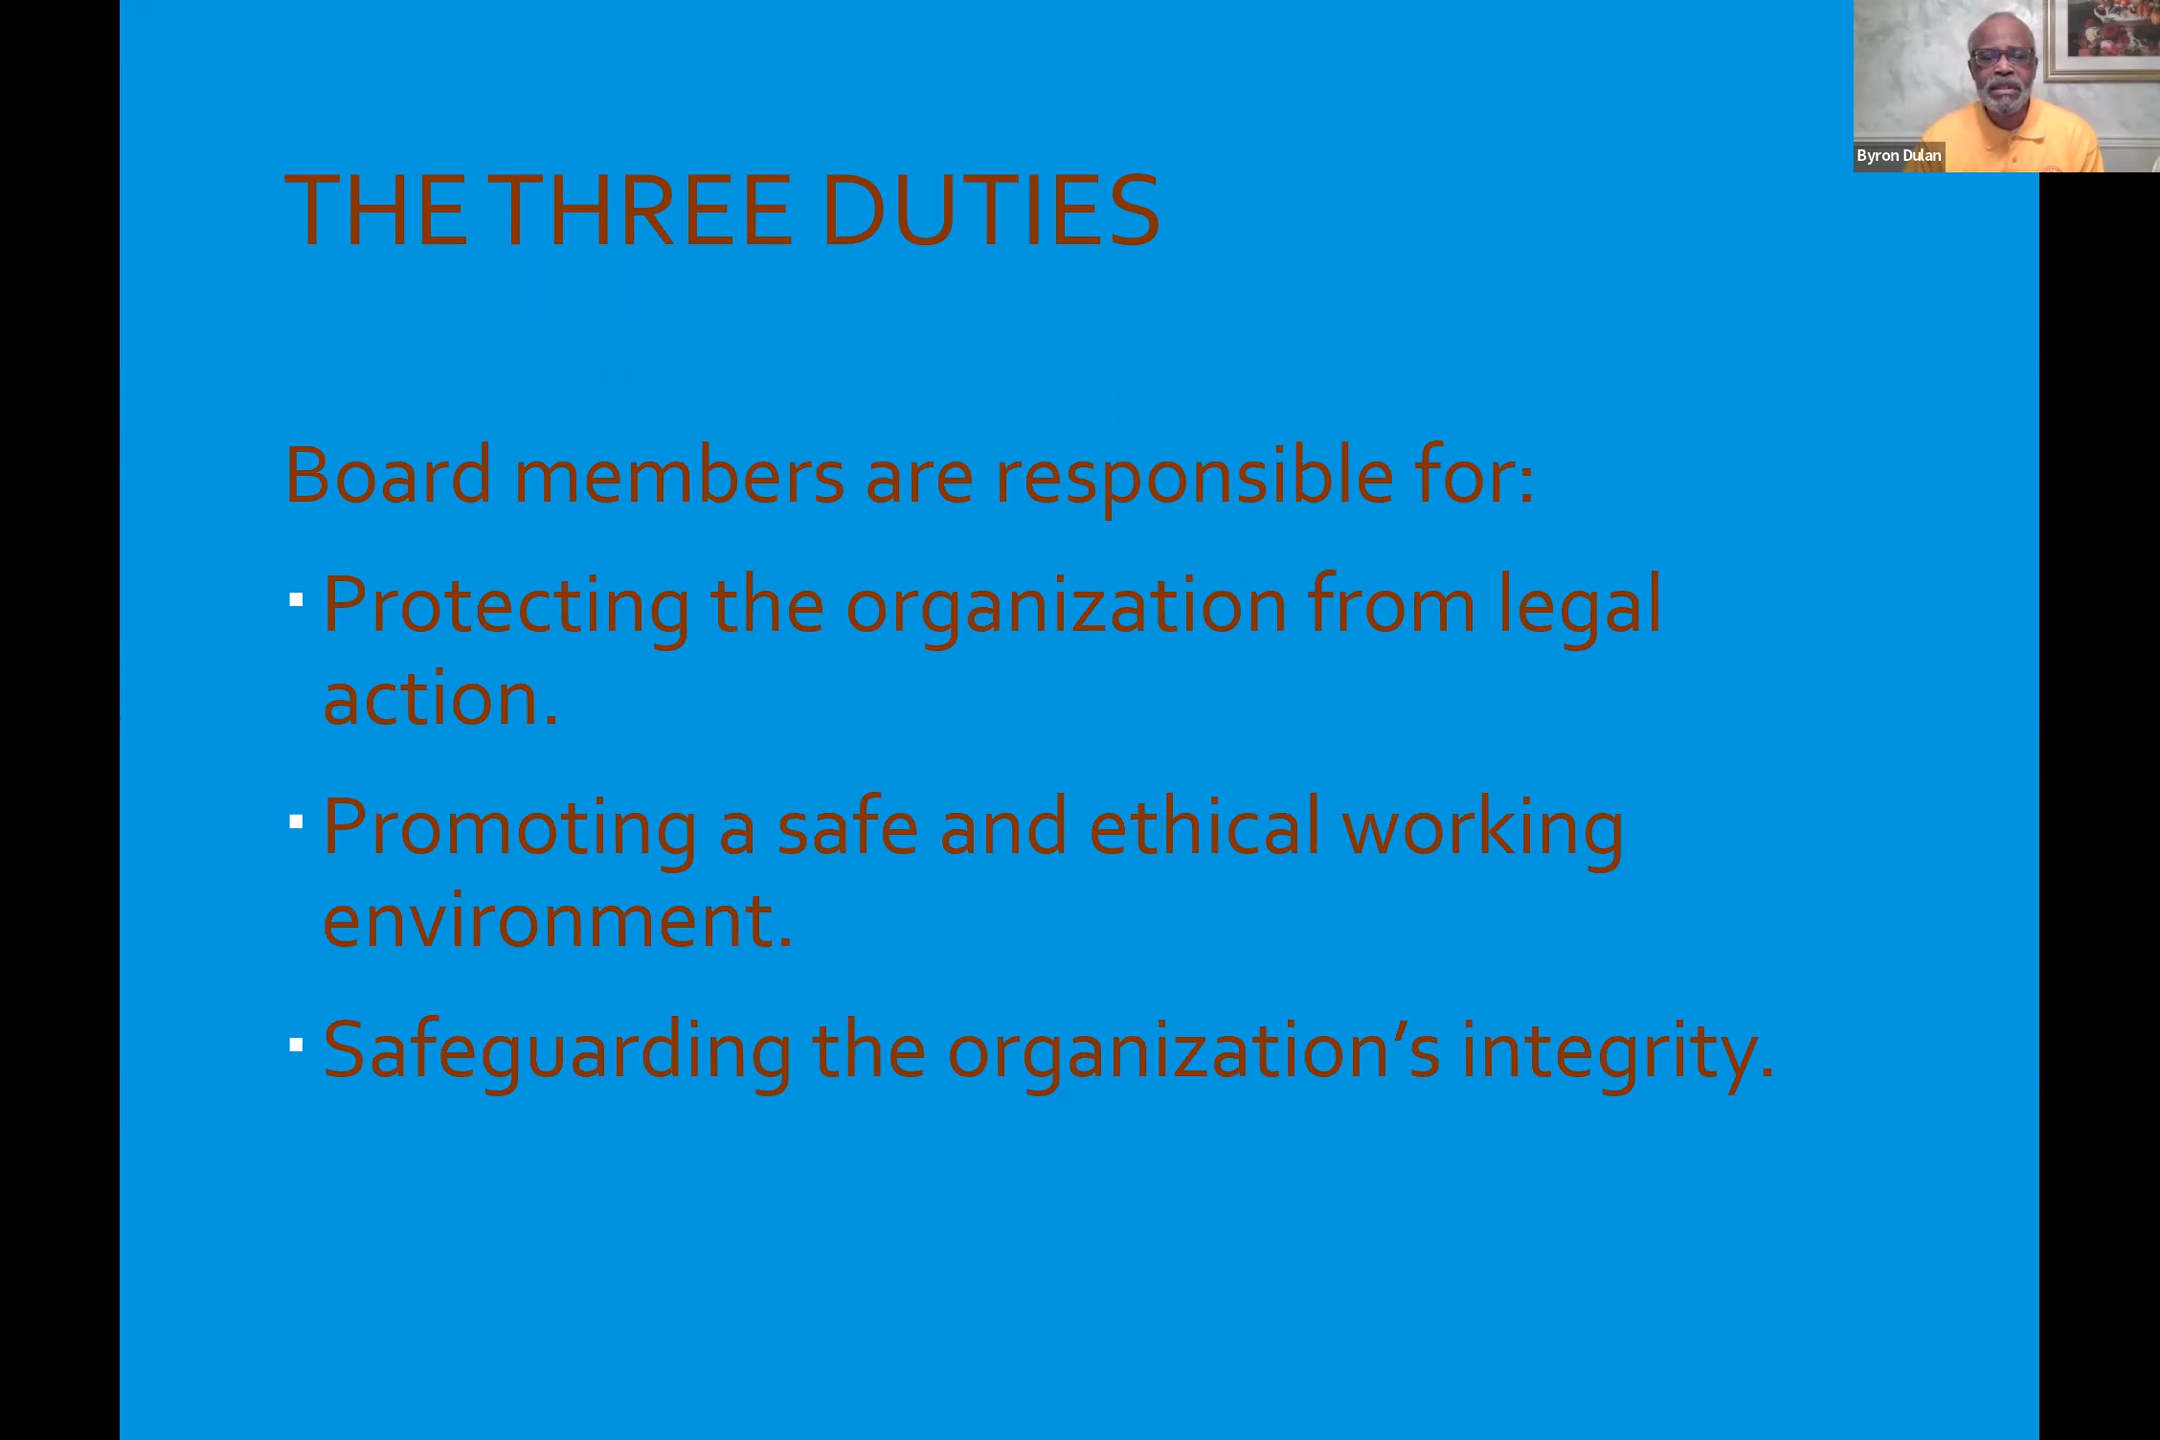 THE THREE DUTIES
Byron Dulan
Board members are responsible for:
▪ Protecting the organization from legal
action.
▪ Promoting a safe and ethical working
environment.
▪ Safeguarding the organization’s integrity.